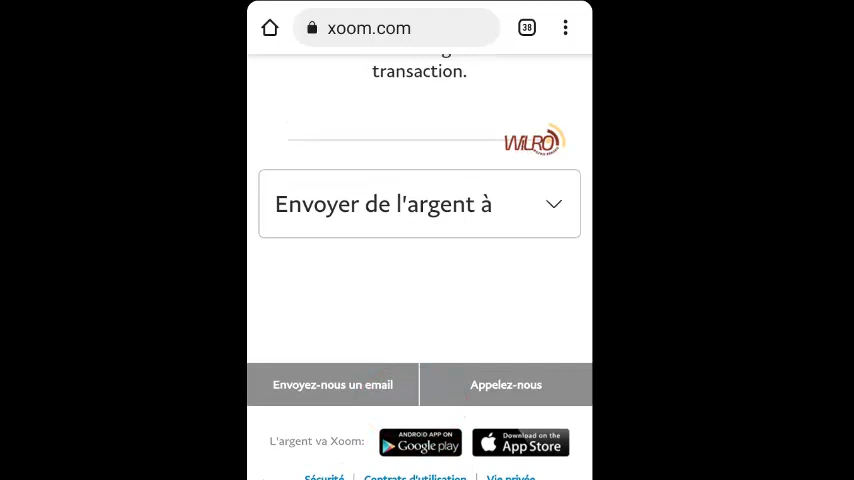 xoom.com
38
transaction.
WILRO
Envoyer de l'argent à
Envoyez-nous un email
Appelez-nous
L'argent va Xoom:
ANDROID APP ON
Google play
Download on the
App Store
Sécurité | Contrats d'utilisation | Vie privée